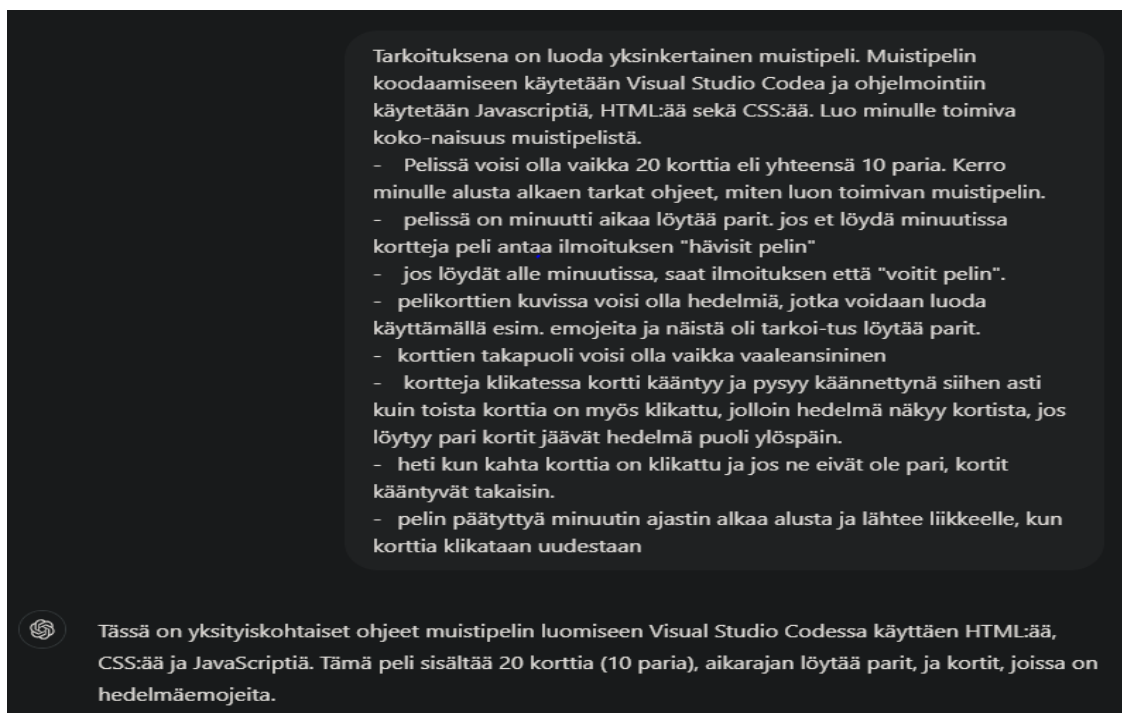 Tarkoituksena on luoda yksinkertainen muistipeli. Muistipelin
koodaamiseen käytetään Visual Studio Codea ja ohjelmointiin
käytetään Javascriptiä, HTML:ää sekä CSS:ää. Luo minulle toimiva
koko-naisuus muistipelistä.
- Pelissä voisi olla vaikka 20 korttia eli yhteensä 10 paria. Kerro
minulle alusta alkaen tarkat ohjeet, miten luon toimivan muistipelin.
- pelissä on minuutti aikaa löytää parit. jos et löydä minuutissa
kortteja peli antaa ilmoituksen "hävisit pelin"
- jos löydät alle minuutissa, saat ilmoituksen että "voitit pelin".
- pelikorttien kuvissa voisi olla hedelmiä, jotka voidaan luoda
käyttämällä esim. emojeita ja näistä oli tarkoi-tus löytää parit.
- korttien takapuoli voisi olla vaikka vaaleansininen
- kortteja klikatessa kortti kääntyy ja pysyy käännettynä siihen asti
kuin toista korttia on myös klikattu, jolloin hedelmä näkyy kortista, jos
löytyy pari kortit jäävät hedelmä puoli ylöspäin.
- heti kun kahta korttia on klikattu ja jos ne eivät ole pari, kortit
kääntyvät takaisin.
- pelin päätyttyä minuutin ajastin alkaa alusta ja lähtee liikkeelle, kun
korttia klikataan uudestaan
Tässä on yksityiskohtaiset ohjeet muistipelin luomiseen Visual Studio Codessa käyttäen HTML:ää,
CSS:ää ja JavaScriptiä. Tämä peli sisältää 20 korttia (10 paria), aikarajan löytää parit, ja kortit, joissa on
hedelmäemojeita.